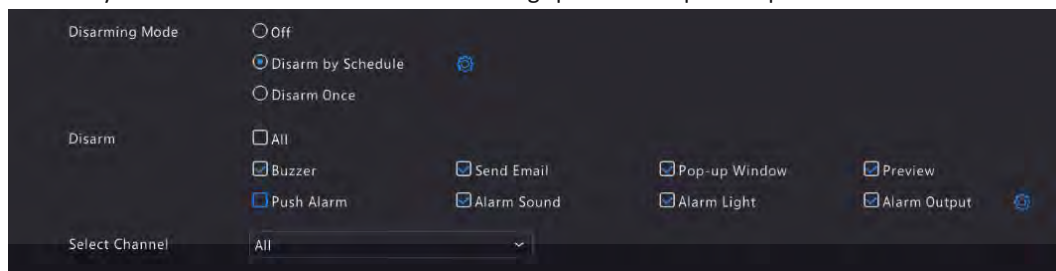 Disarming Mode Off
Disarm by Schedule
Disarm Once
Disarm All
Buzzer Send Email Pop-up Window Preview
Push Alarm Alarm Sound Alarm Light Alarm Output
Select Channel All